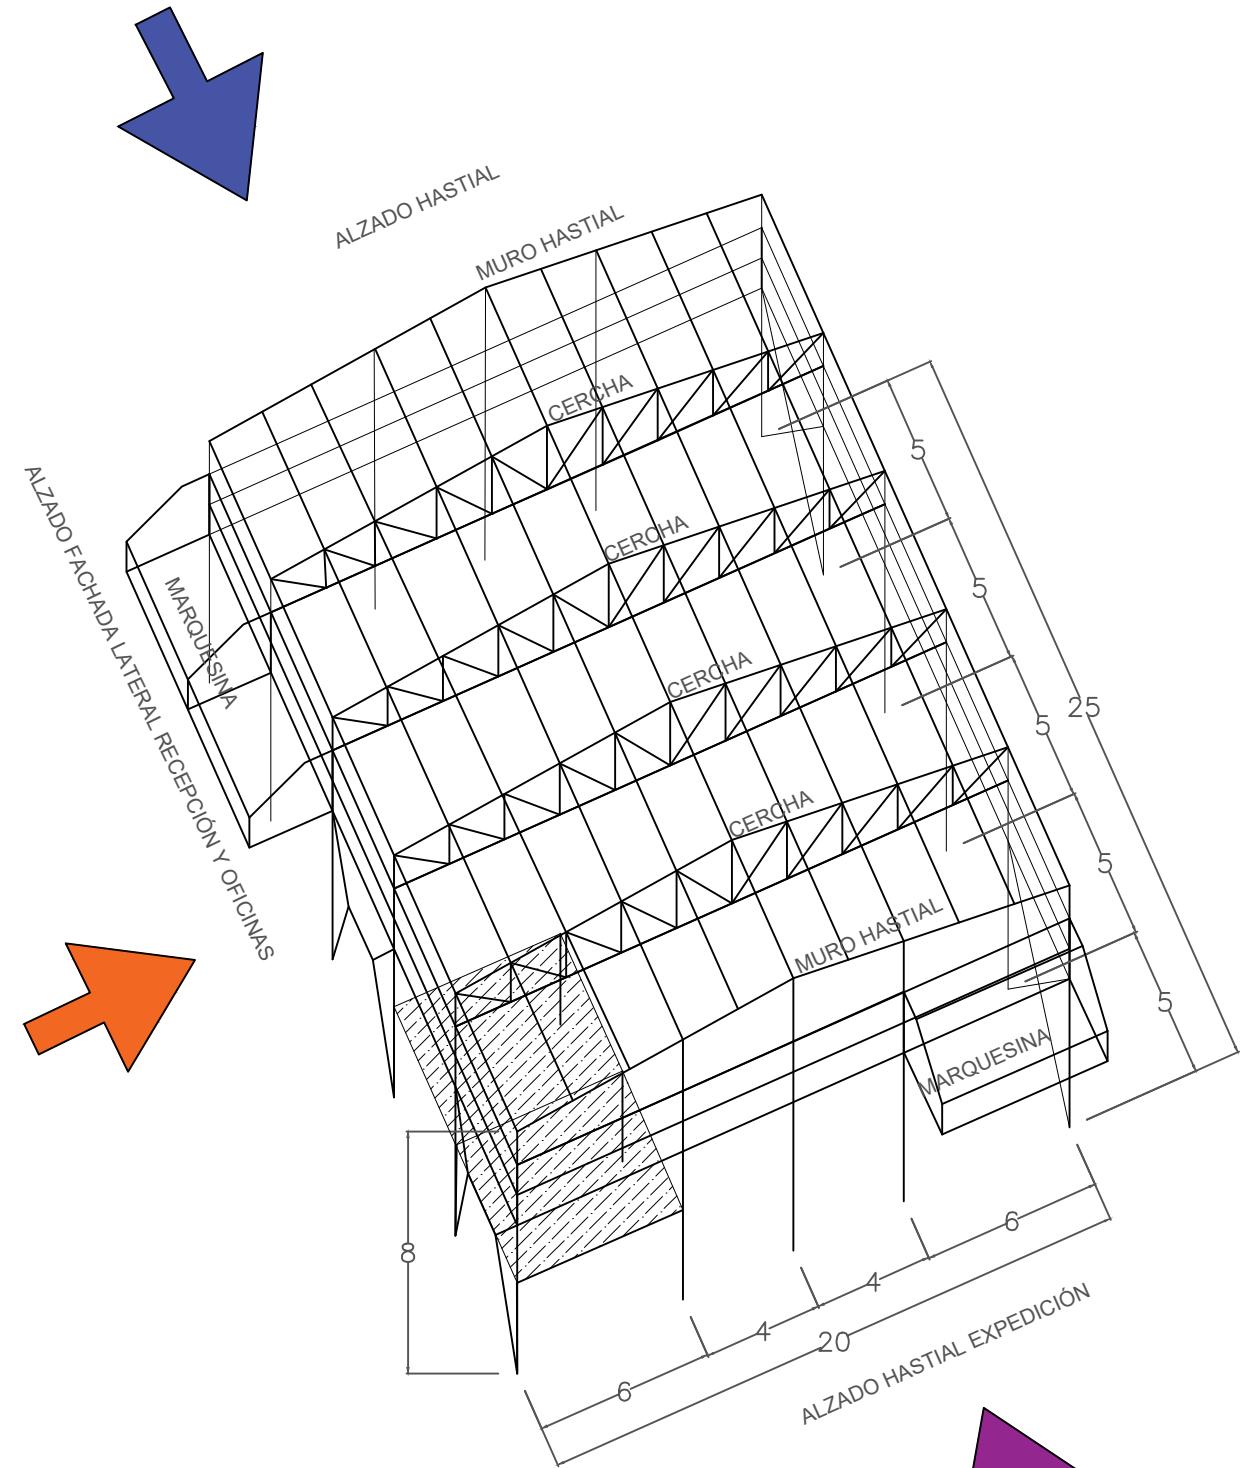 ALZADO HASTIAL
MURO HASTIAL
CERCHA
5
ALZADO FACHADA LATERAL RECEPCIÓN Y OFICINAS
MARQUESINA
CERCHA
5
CERCHA
5
25
CERCHA
5
MURO HASTIAL
5
MARQUESINA
8
6
4
4
6
20
ALZADO HASTIAL EXPEDICIÓN